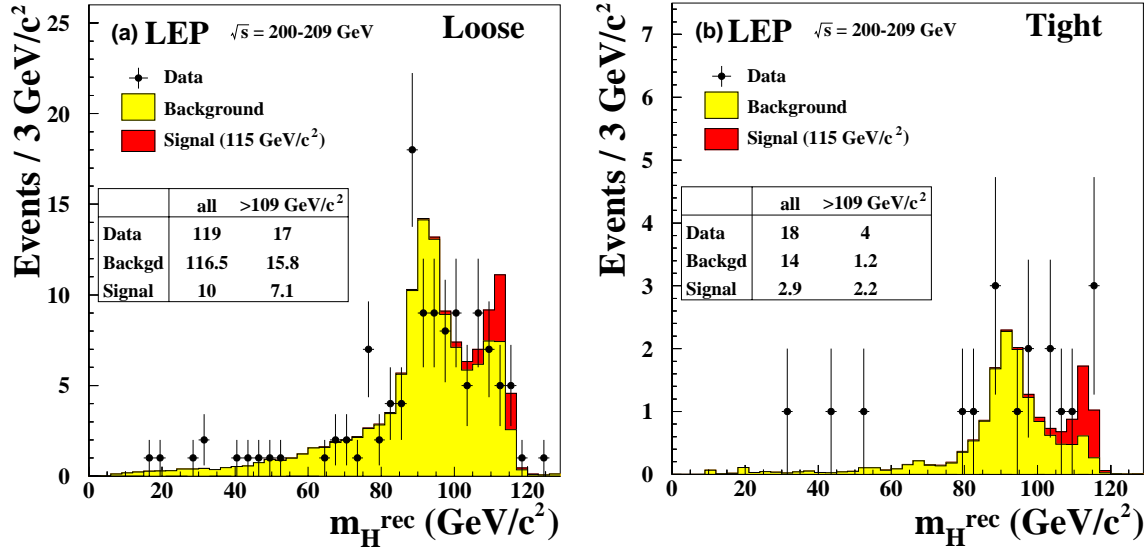 (a) LEP √s = 200-209 GeV Loose
Data
Background
Signal (115 GeV/c²)
all >109 GeV/c²
Data 119 17
Backgd 116.5 15.8
Signal 10 7.1
Events / 3 GeV/c²
25
20
15
10
5
0
0 20 40 60 80 100 120
m_H^rec (GeV/c²)
(b) LEP √s = 200-209 GeV Tight
Data
Background
Signal (115 GeV/c²)
all >109 GeV/c²
Data 18 4
Backgd 14 1.2
Signal 2.9 2.2
Events / 3 GeV/c²
7
6
5
4
3
2
1
0
0 20 40 60 80 100 120
m_H^rec (GeV/c²)